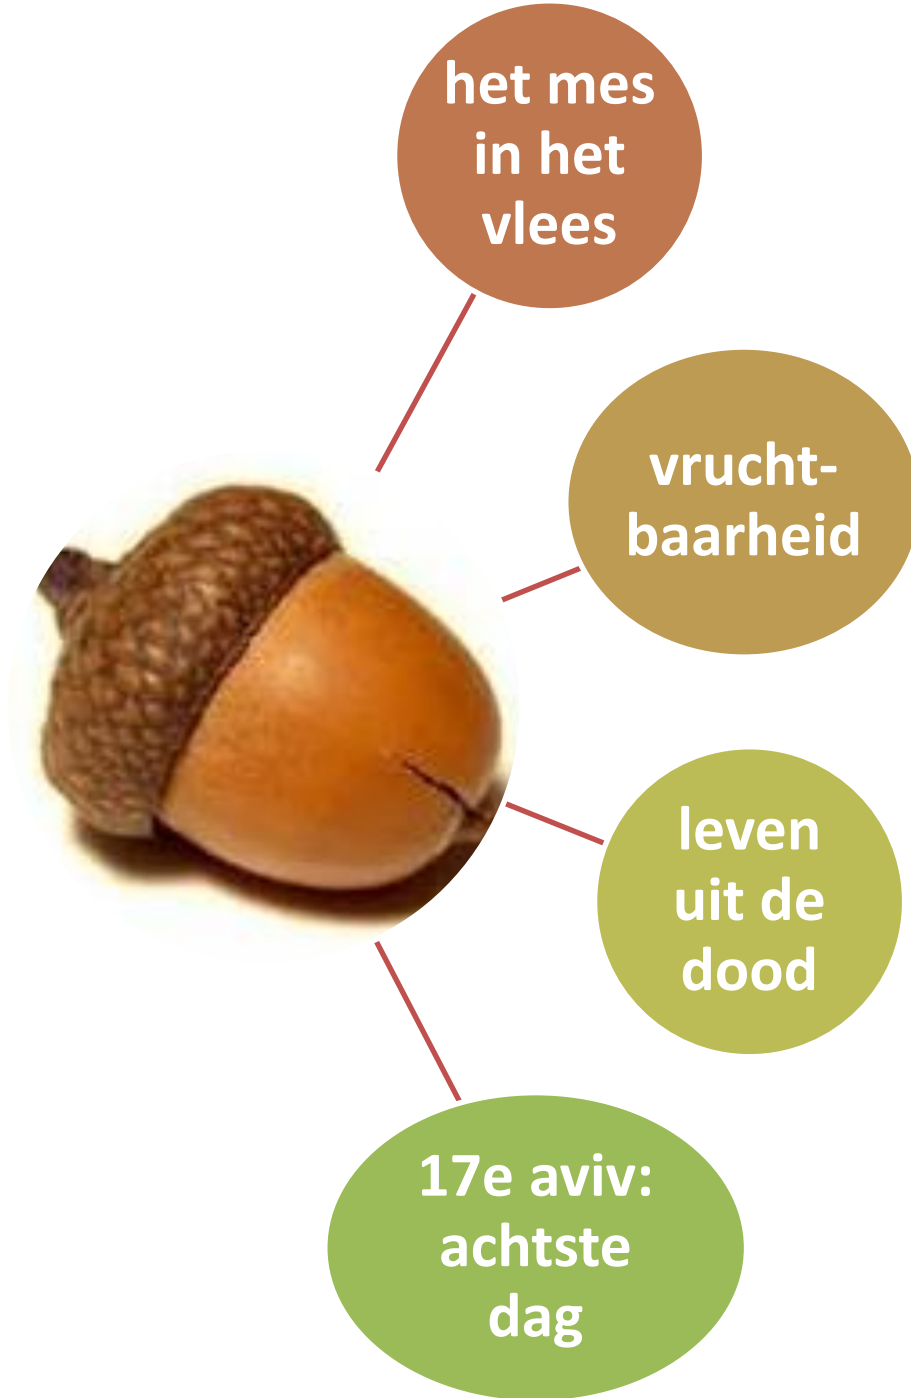 het mes
in het
vlees
vrucht-
baarheid
leven
uit de
dood
17e aviv:
achtste
dag